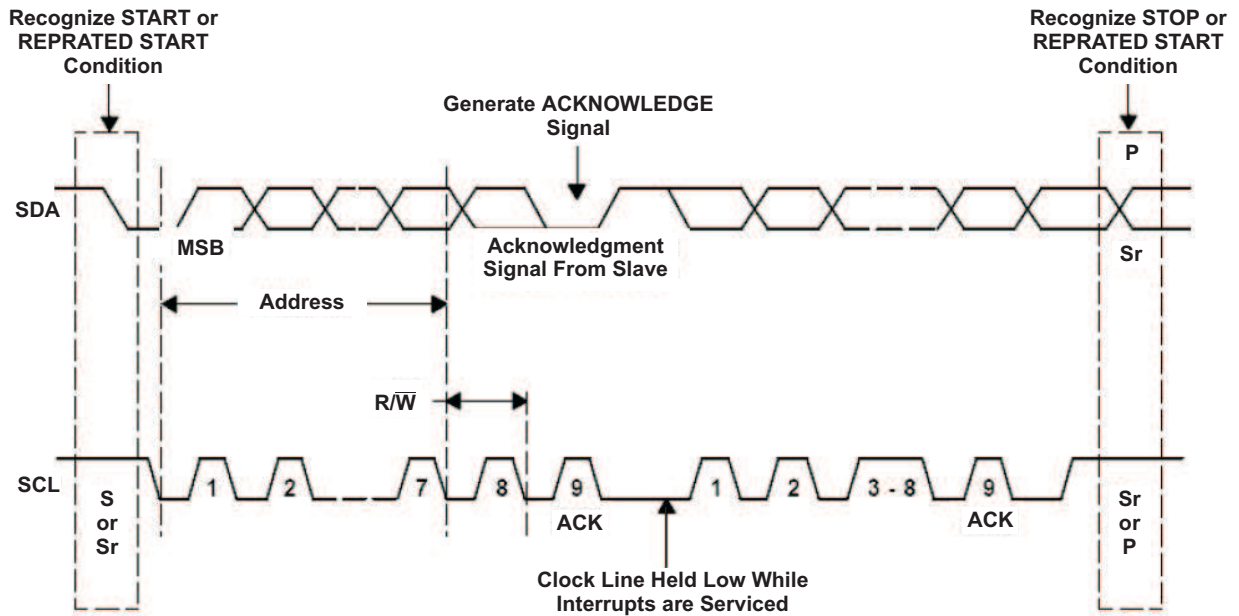 Recognize START or
REPRATED START
Condition
Recognize STOP or
REPRATED START
Condition
Generate ACKNOWLEDGE
Signal
P
SDA
MSB
Acknowledgment
Signal From Slave
Sr
Address
R/W̅
SCL
S
or
Sr
1
2
7
8
9
1
2
3 - 8
9
ACK
ACK
Sr
or
P
Clock Line Held Low While
Interrupts are Serviced